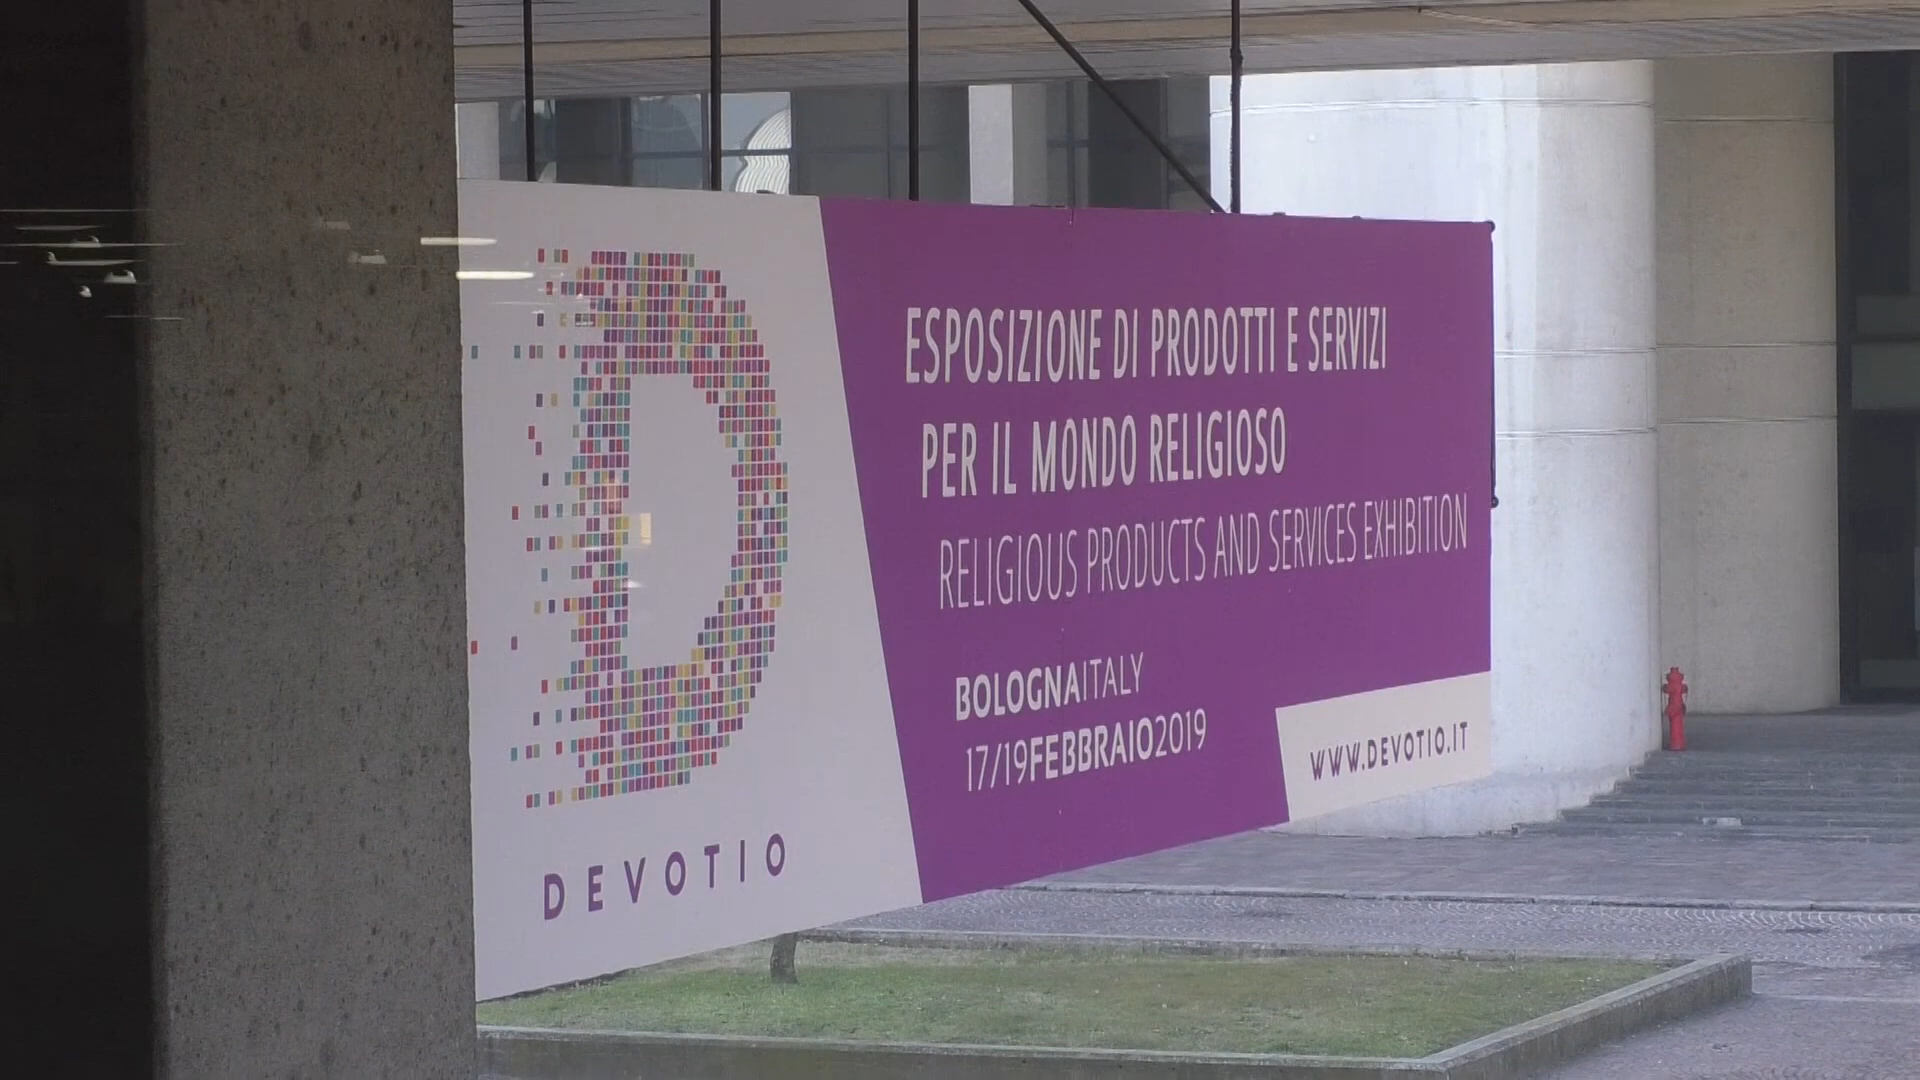 DEVOTIO
ESPOSIZIONE DI PRODOTTI E SERVIZI
PER IL MONDO RELIGIOSO
RELIGIOUS PRODUCTS AND SERVICES EXHIBITION
BOLOGNAITALY
17/19FEBBRAIO2019
WWW.DEVOTIO.IT